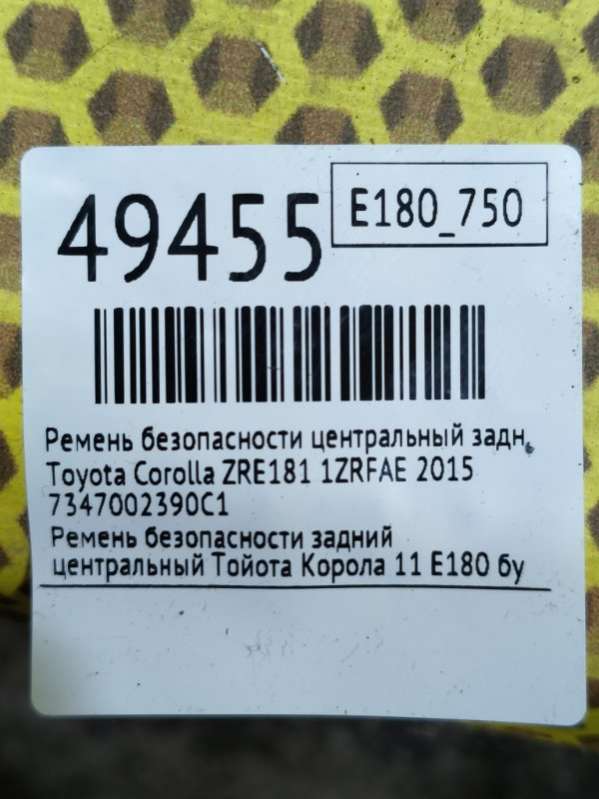 49455
E180_750
Ремень безопасности центральный задн.
Toyota Corolla ZRE181 1ZRFAE 2015
7347002390C1
Ремень безопасности задний
центральный Тойота Корола 11 E180 бу